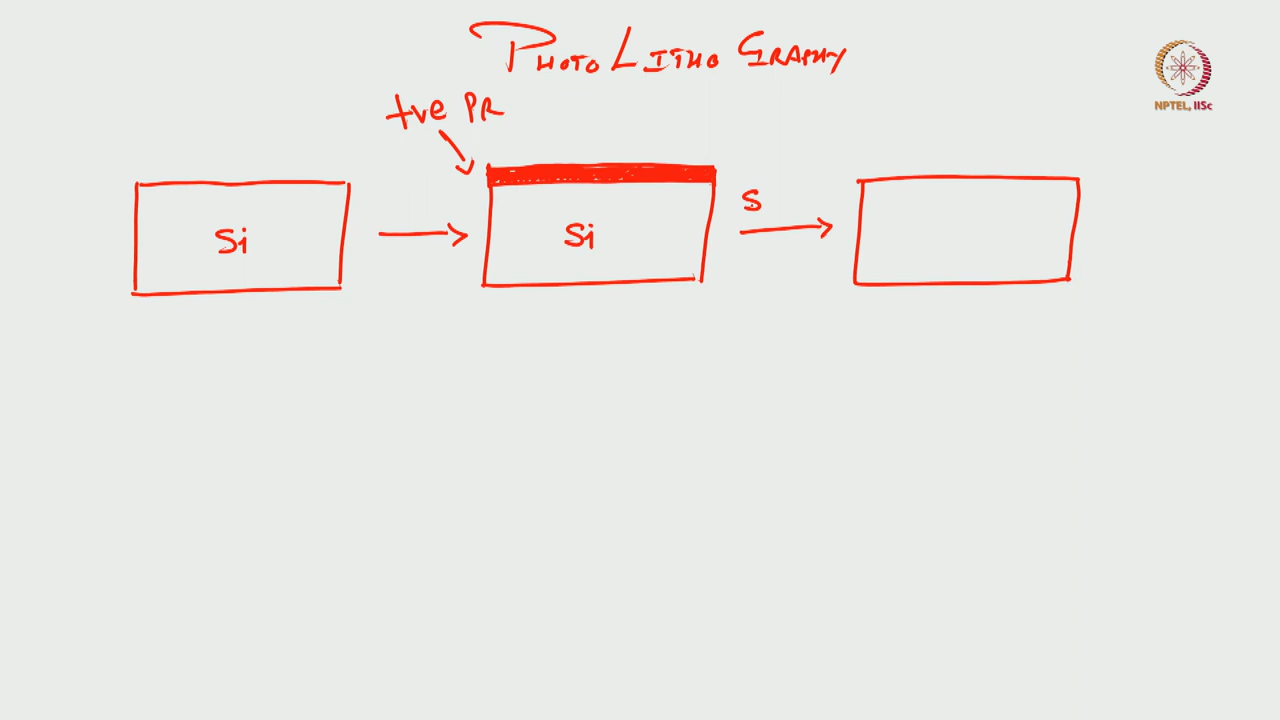 PHOTO LITHO GRAPHY
NPTEL, IISc
+ve PR
Si
Si
S